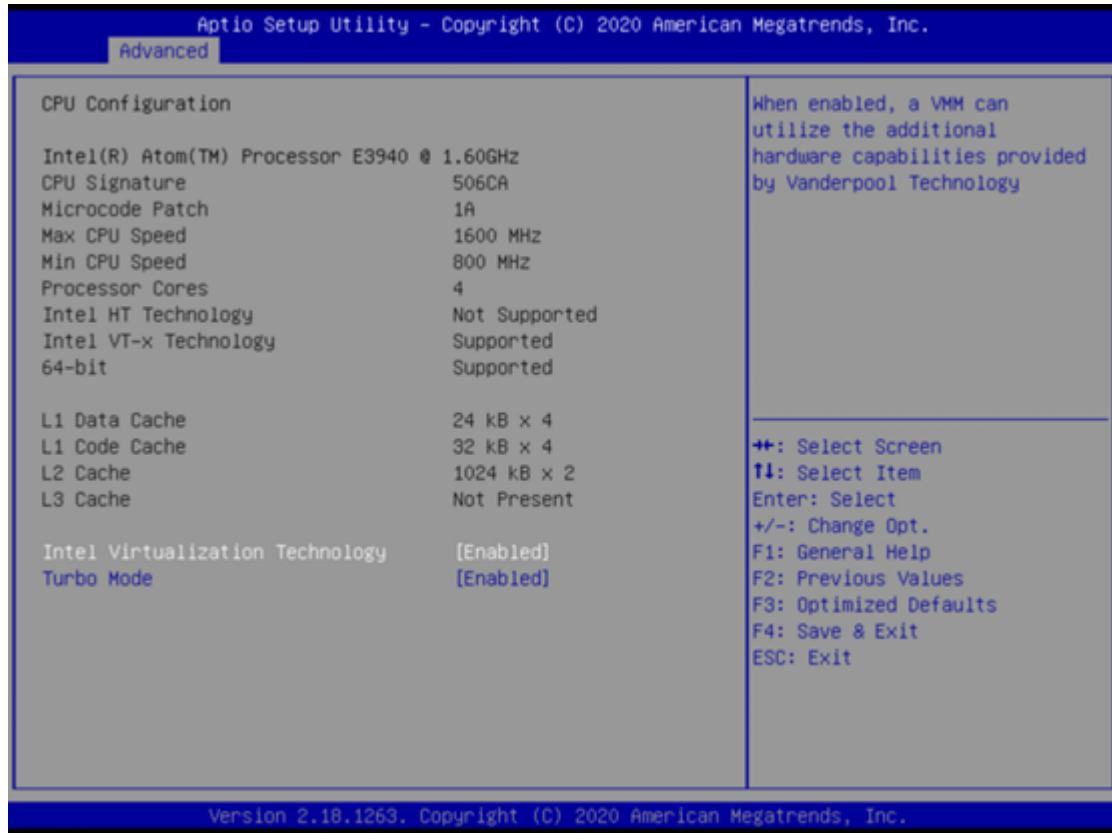 Aptio Setup Utility – Copyright (C) 2020 American Megatrends, Inc.
Advanced
CPU Configuration
Intel(R) Atom(TM) Processor E3940 @ 1.60GHz
CPU Signature 506CA
Microcode Patch 1A
Max CPU Speed 1600 MHz
Min CPU Speed 800 MHz
Processor Cores 4
Intel HT Technology Not Supported
Intel VT-x Technology Supported
64-bit Supported
L1 Data Cache 24 kB x 4
L1 Code Cache 32 kB x 4
L2 Cache 1024 kB x 2
L3 Cache Not Present
Intel Virtualization Technology [Enabled]
Turbo Mode [Enabled]
When enabled, a VMM can
utilize the additional
hardware capabilities provided
by Vanderpool Technology
→←: Select Screen
↑↓: Select Item
Enter: Select
+/-: Change Opt.
F1: General Help
F2: Previous Values
F3: Optimized Defaults
F4: Save & Exit
ESC: Exit
Version 2.18.1263. Copyright (C) 2020 American Megatrends, Inc.